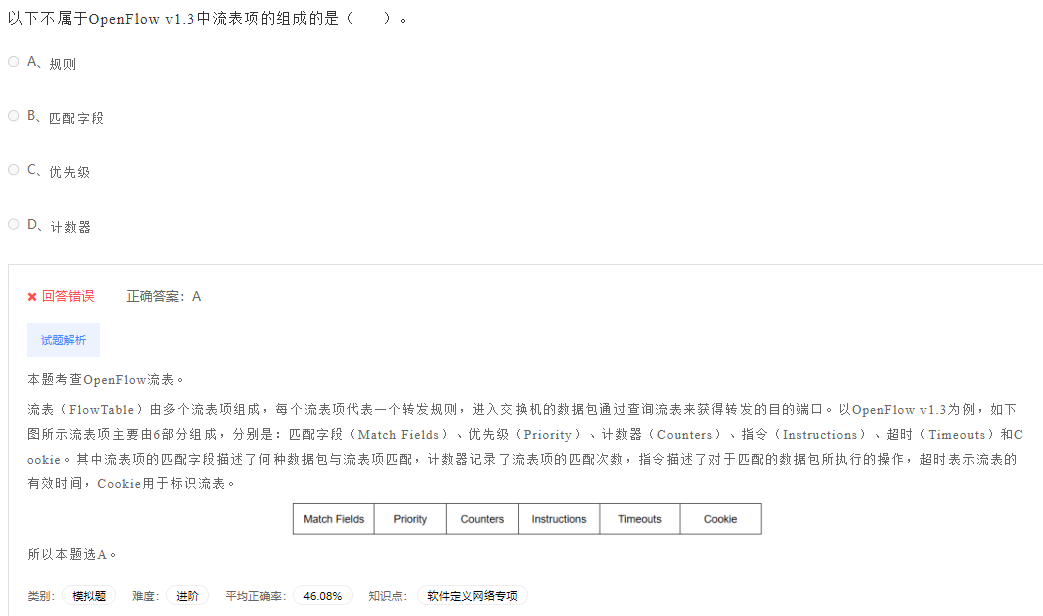 以下不属于OpenFlow v1.3中流表项的组成的是（　　）。
A、规则
B、匹配字段
C、优先级
D、计数器
✖ 回答错误 正确答案：A
试题解析
本题考查OpenFlow流表。
流表（FlowTable）由多个流表项组成，每个流表项代表一个转发规则，进入交换机的数据包通过查询流表来获得转发的目的端口。以OpenFlow v1.3为例，如下
图所示流表项主要由6部分组成，分别是：匹配字段（Match Fields）、优先级（Priority）、计数器（Counters）、指令（Instructions）、超时（Timeouts）和C
ookie。其中流表项的匹配字段描述了何种数据包与流表项匹配，计数器记录了流表项的匹配次数，指令描述了对于匹配的数据包所执行的操作，超时表示流表的
有效时间，Cookie用于标识流表。
Match Fields Priority Counters Instructions Timeouts Cookie
所以本题选A。
类别： 模拟题 难度： 进阶 平均正确率： 46.08% 知识点： 软件定义网络专项